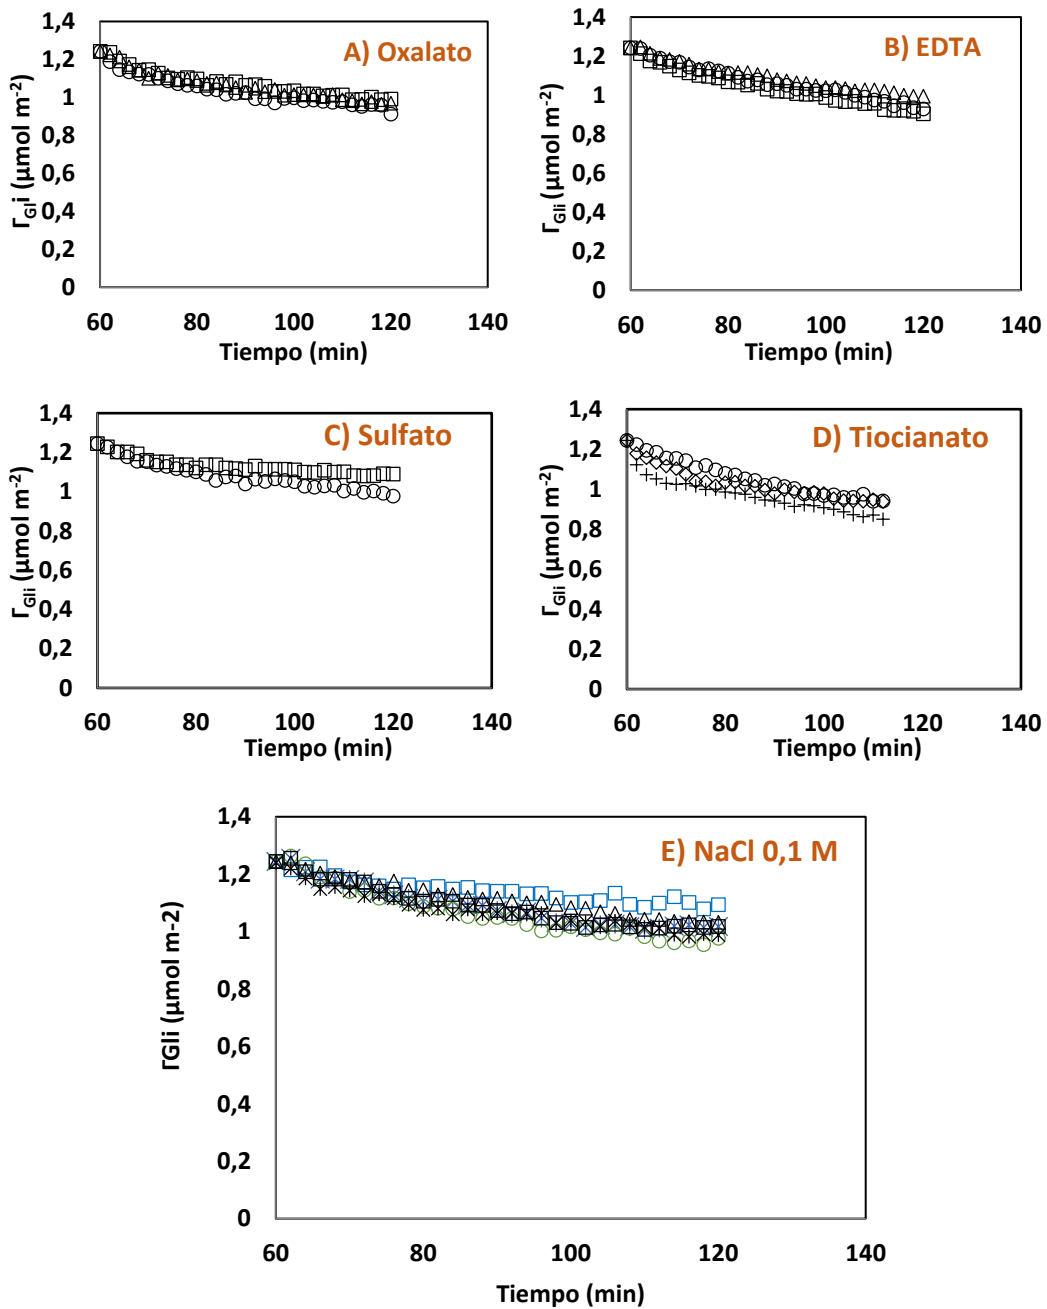 A) Oxalato
1,4
1,2
1
0,8
0,6
0,4
0,2
0
ΓGli (µmol m-2)
60 80 100 120 140
Tiempo (min)
B) EDTA
1,4
1,2
1
0,8
0,6
0,4
0,2
0
ΓGli (µmol m-2)
60 80 100 120 140
Tiempo (min)
C) Sulfato
1,4
1,2
1
0,8
0,6
0,4
0,2
0
ΓGli (µmol m-2)
60 80 100 120 140
Tiempo (min)
D) Tiocianato
1,4
1,2
1
0,8
0,6
0,4
0,2
0
ΓGli (µmol m-2)
60 80 100 120 140
Tiempo (min)
E) NaCl 0,1 M
1,4
1,2
1
0,8
0,6
0,4
0,2
0
ΓGli (µmol m-2)
60 80 100 120 140
Tiempo (min)